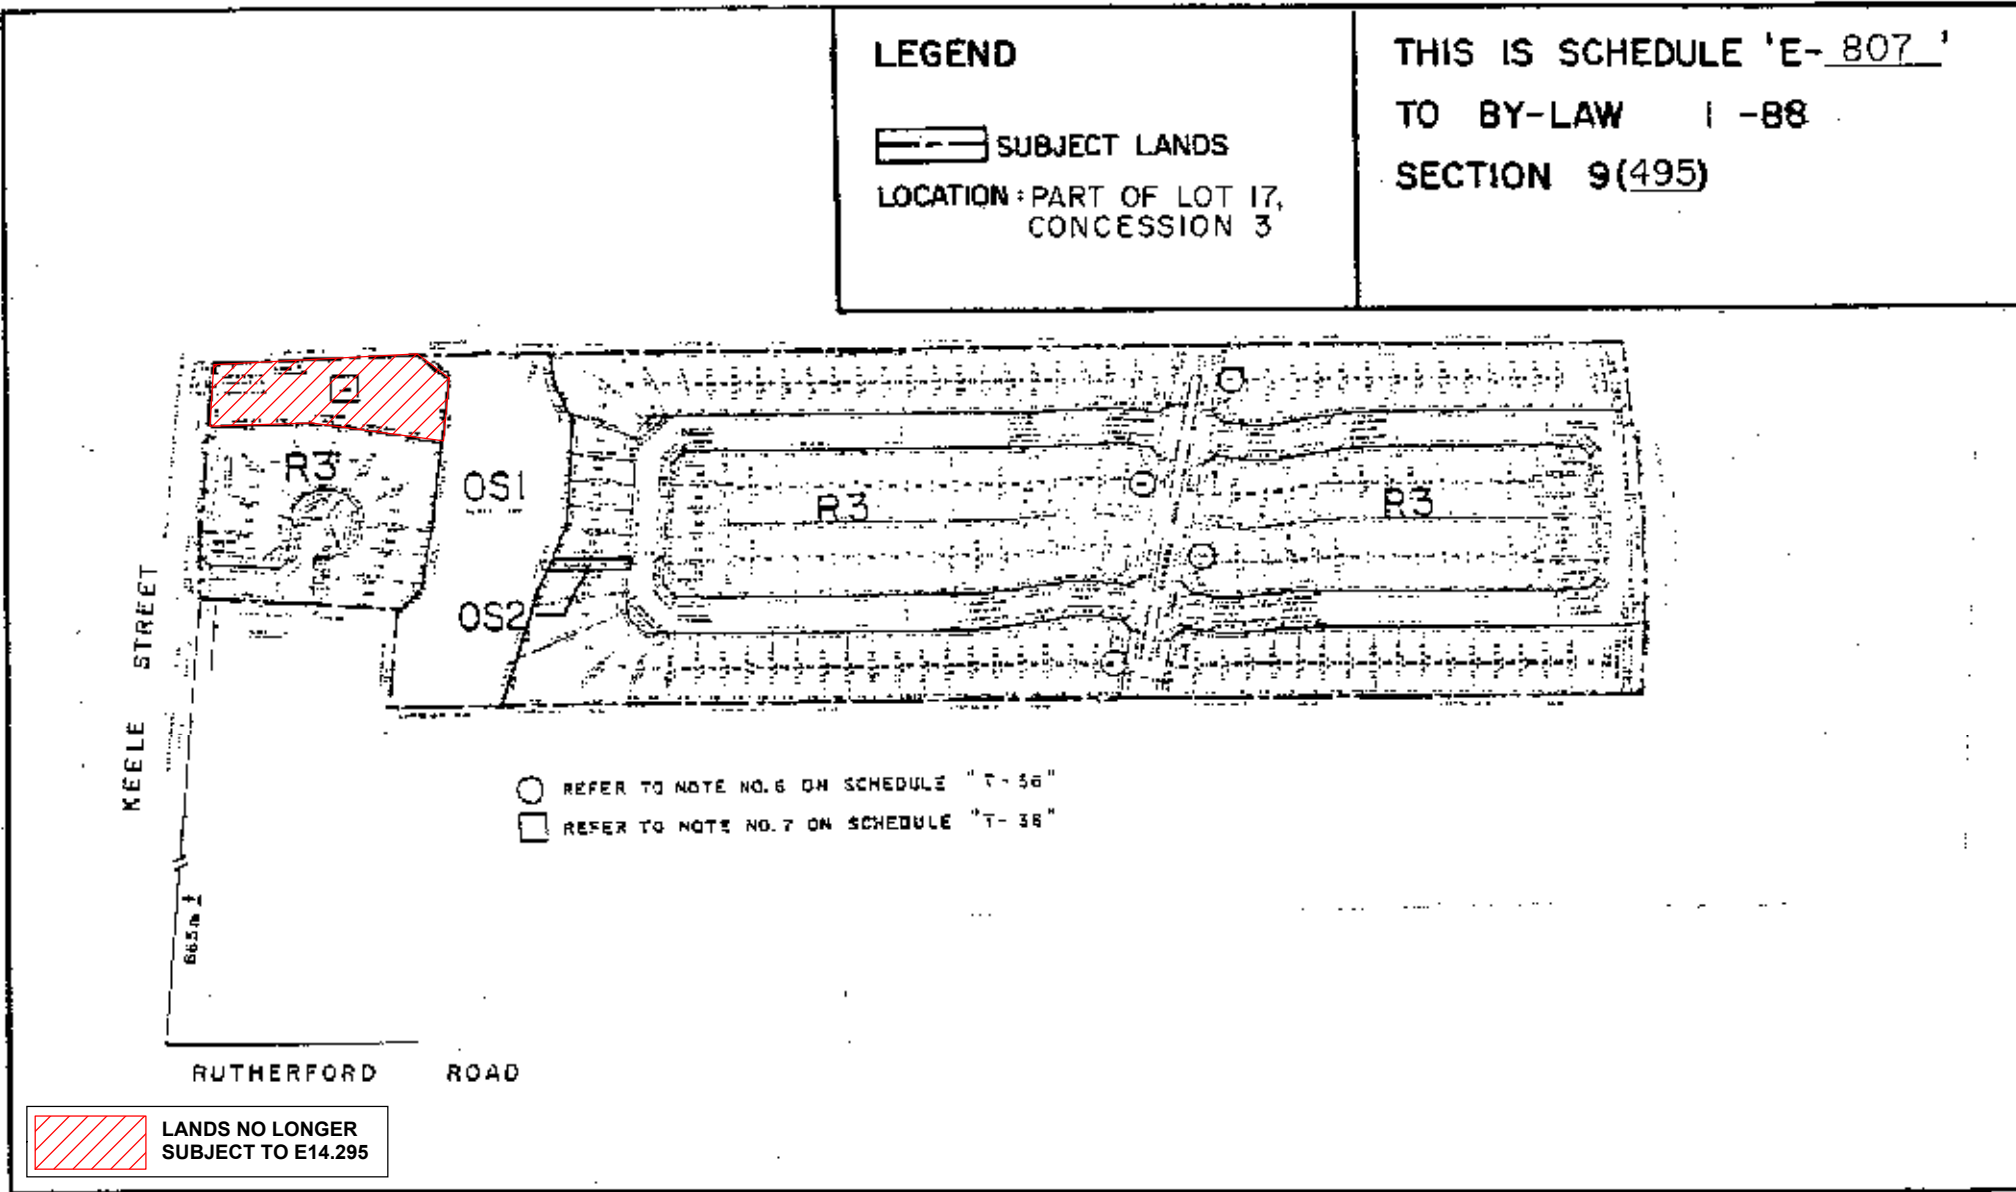 LEGEND
SUBJECT LANDS
LOCATION: PART OF LOT 17,
CONCESSION 3
THIS IS SCHEDULE 'E- 807 '
TO BY-LAW 1 -88
SECTION 9(495)
R3
OS1
OS2
R3
R3
KEELE STREET
REFER TO NOTE NO. 6 ON SCHEDULE
REFER TO NOTE NO. 7 ON SCHEDULE
665m ±
RUTHERFORD ROAD
LANDS NO LONGER
SUBJECT TO E14.295